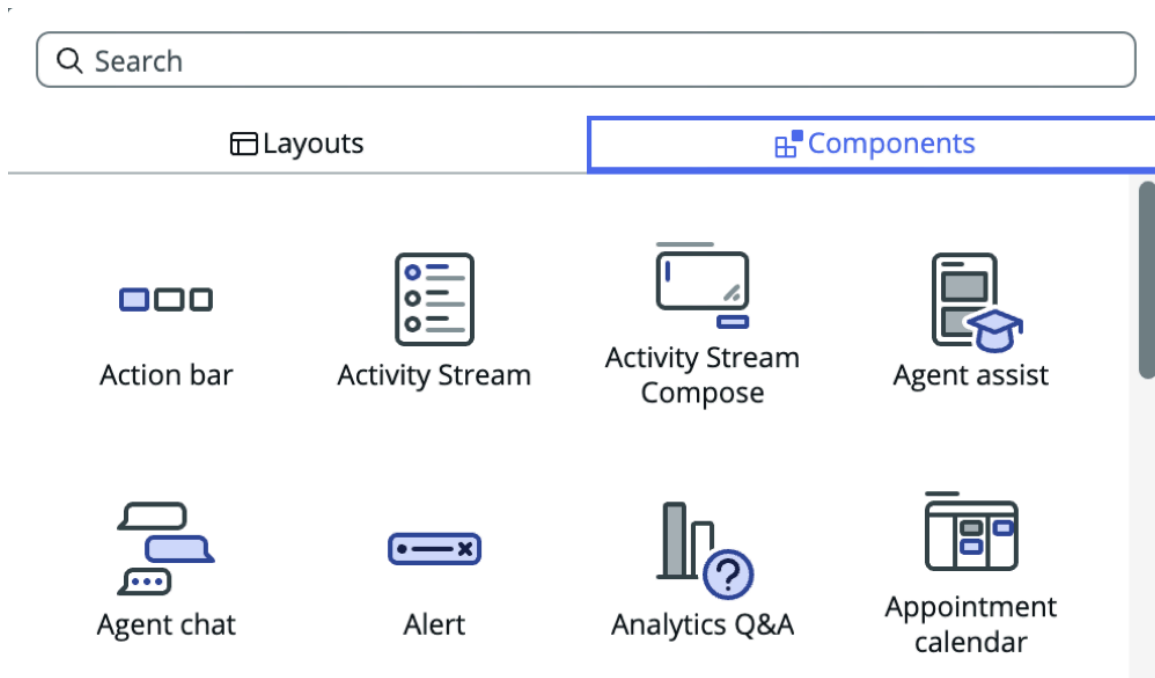 Search
Layouts
Components
Action bar
Activity Stream
Activity Stream
Compose
Agent assist
Agent chat
Alert
Analytics Q&A
Appointment
calendar